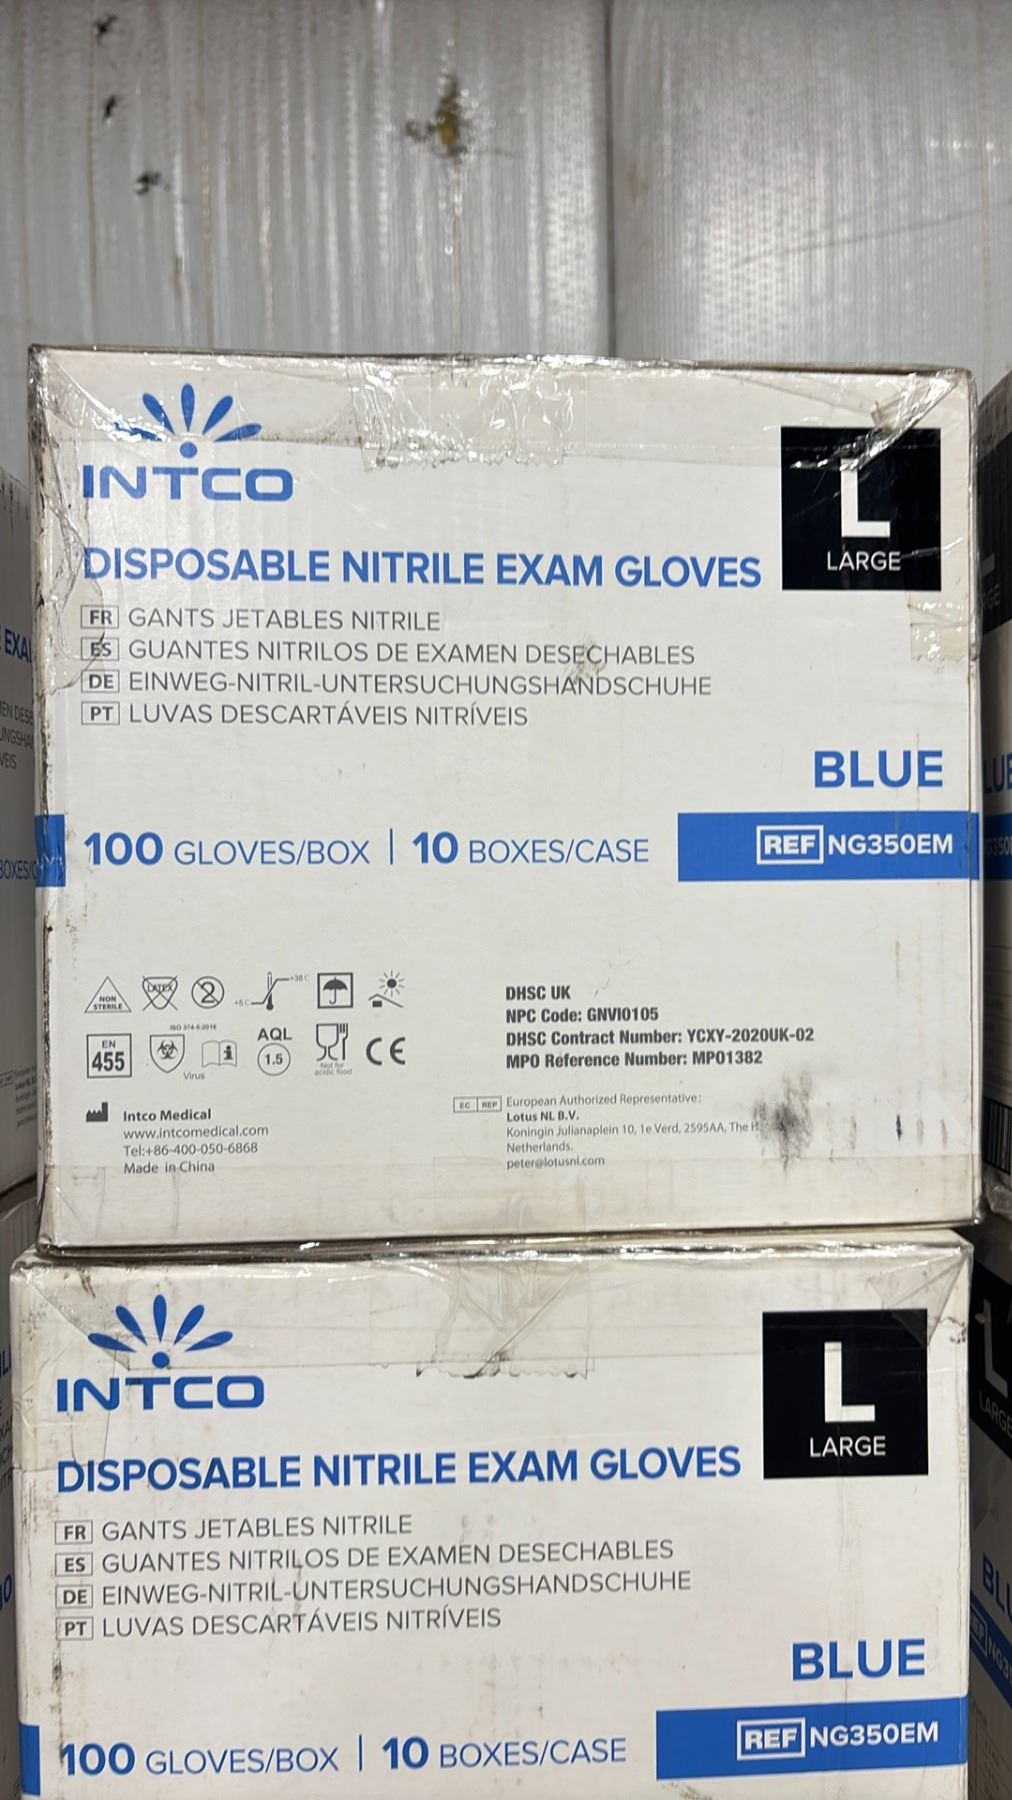 INTCO
L
LARGE
DISPOSABLE NITRILE EXAM GLOVES
FR GANTS JETABLES NITRILE
ES GUANTES NITRILOS DE EXAMEN DESECHABLES
DE EINWEG-NITRIL-UNTERSUCHUNGSHANDSCHUHE
PT LUVAS DESCARTÁVEIS NITRÍVEIS
BLUE
100 GLOVES/BOX | 10 BOXES/CASE
REF NG350EM
NON STERILE
LATEX
2
+5 C
+38 C
EN 455
ISO 374-5:2016
Virus
i
AQL
1.5
Not for acidic food
CE
DHSC UK
NPC Code: GNVI0105
DHSC Contract Number: YCXY-2020UK-02
MPO Reference Number: MP01382
Intco Medical
www.intcomedical.com
Tel:+86-400-050-6868
Made in China
EC REP European Authorized Representative:
Lotus NL B.V.
Koningin Julianaplein 10, 1e Verd, 2595AA, The
Netherlands.
peter@lotusnl.com
INTCO
L
LARGE
DISPOSABLE NITRILE EXAM GLOVES
FR GANTS JETABLES NITRILE
ES GUANTES NITRILOS DE EXAMEN DESECHABLES
DE EINWEG-NITRIL-UNTERSUCHUNGSHANDSCHUHE
PT LUVAS DESCARTÁVEIS NITRÍVEIS
BLUE
100 GLOVES/BOX | 10 BOXES/CASE
REF NG350EM